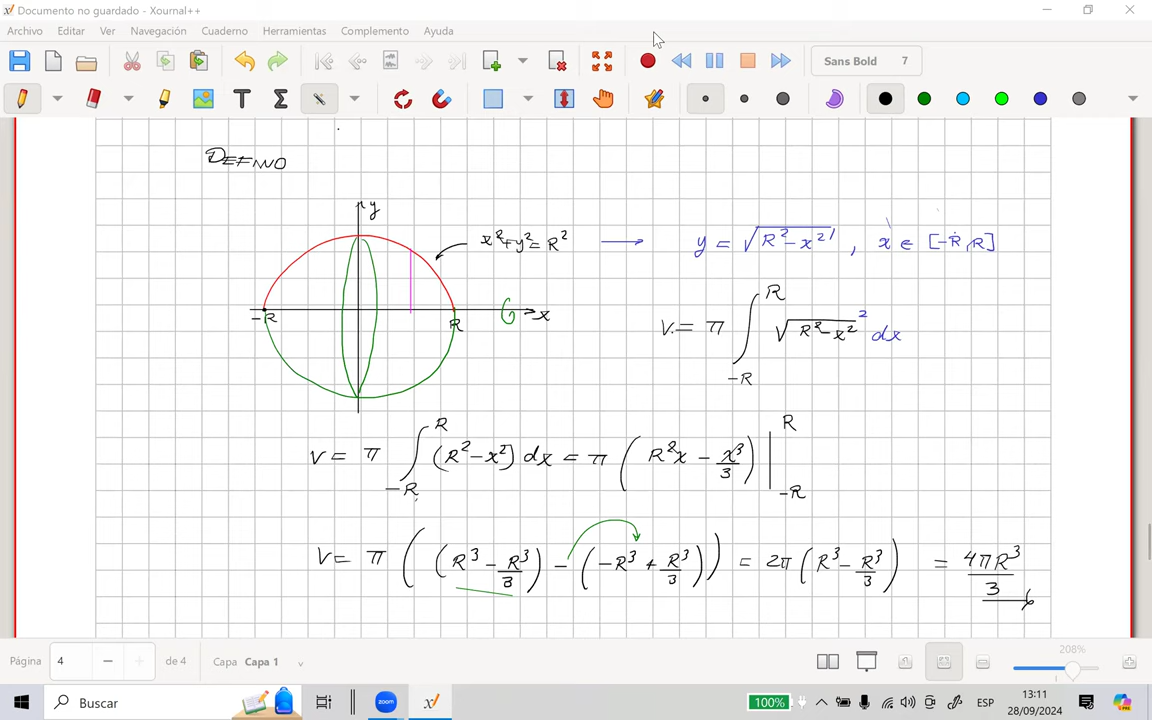 Documento no guardado - Xournal++
Archivo Editar Ver Navegación Cuaderno Herramientas Complemento Ayuda
Sans Bold 7
DEFINO
y
x² + y² = R² → y = √(R² - x²) , x ∈ [-R, R]
-R R x
V = π ∫_{-R}^{R} √(R² - x²)² dx
V = π ∫_{-R}^{R} (R² - x²) dx = π (R²x - x³/3) |_{-R}^{R}
V = π ((R³ - R³/3) - (-R³ + R³/3)) = 2π (R³ - R³/3) = 4πR³/3
Página 4 de 4 Capa Capa 1 208%
Buscar zoom 100% ESP 13:11
28/09/2024